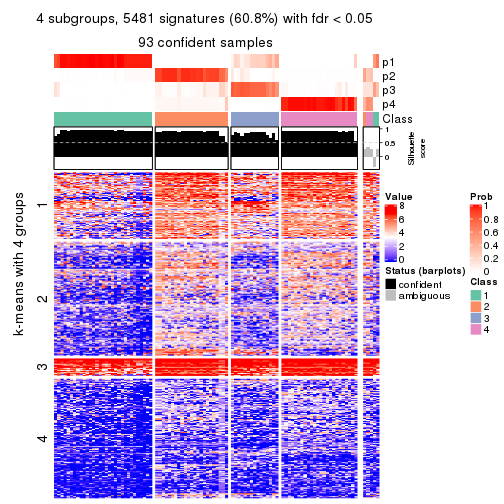 4 subgroups, 5481 signatures (60.8%) with fdr < 0.05
93 confident samples
p1
p2
p3
p4
Class
1
0.5
0
Silhouette
score
k-means with 4 groups
1
2
3
4
Value
8
6
4
2
0
Status (barplots)
confident
ambiguous
Prob
1
0.8
0.6
0.4
0.2
0
Class
1
2
3
4